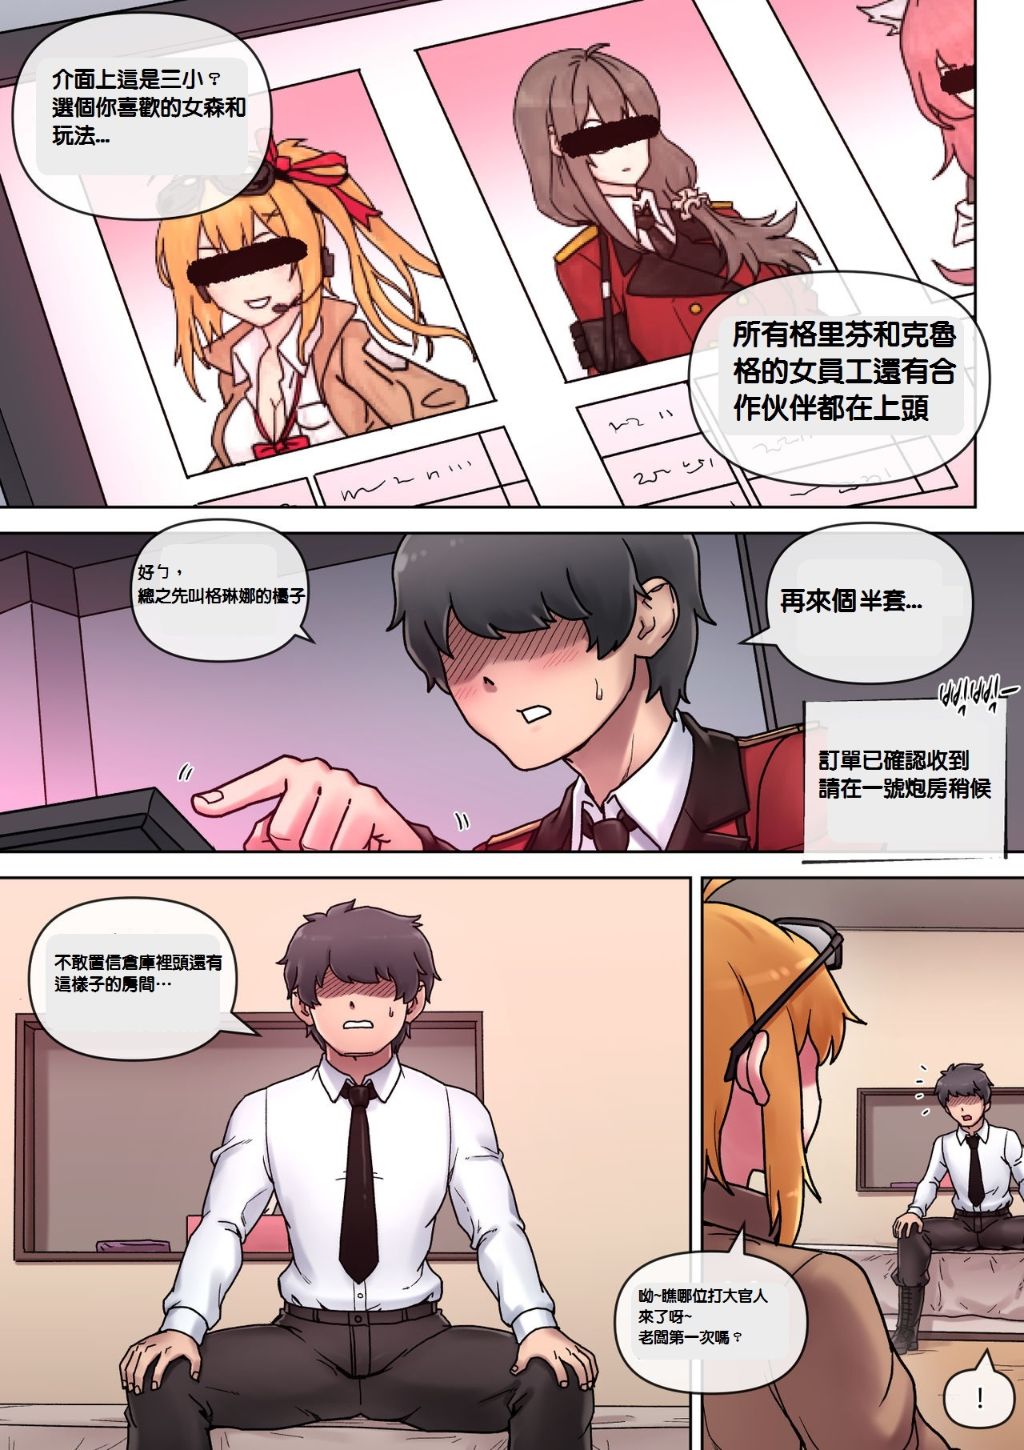 介面上這是三小？
選個你喜歡的女森和
玩法...
所有格里芬和克魯
格的女員工還有合
作伙伴都在上頭
好ㄅ，
總之先叫格琳娜的檯子
再來個半套...
訂單已確認收到
請在一號炮房稍候
不敢置信倉庫裡頭還有
這樣子的房間…
呦~瞧哪位打大官人
來了呀~
老闆第一次嗎？
！